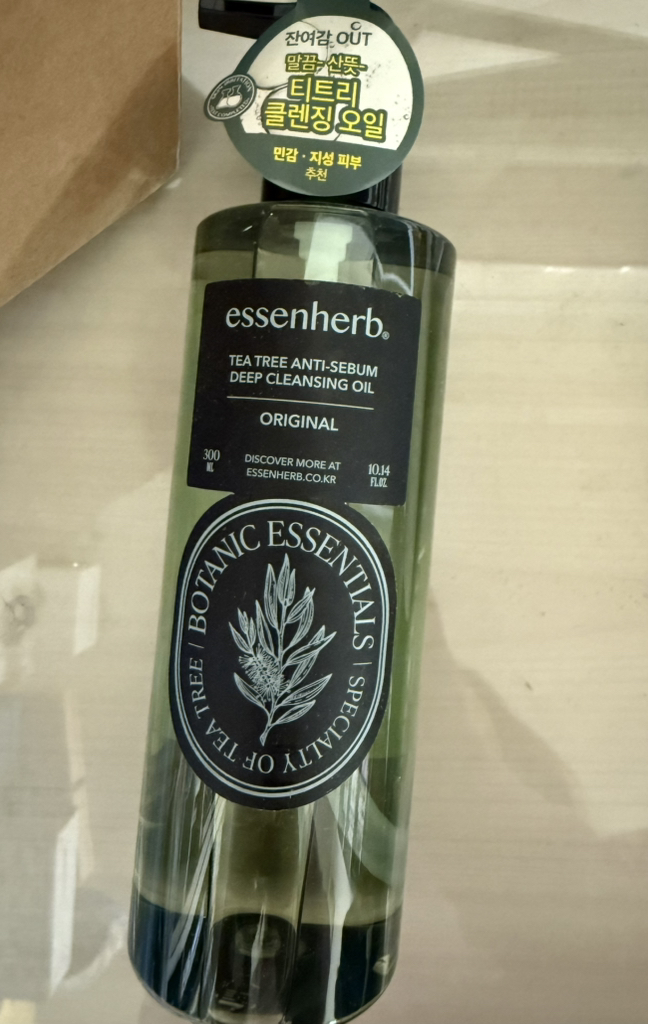 잔여감 OUT
말끔- 산뜻-
티트리
클렌징 오일
민감 · 지성 피부
추천
essenherb®
TEA TREE ANTI-SEBUM
DEEP CLEANSING OIL
ORIGINAL
300
ML
DISCOVER MORE AT
ESSENHERB.CO.KR
10.14
FL.OZ.
BOTANIC ESSENTIALS | SPECIALTY OF TEA TREE |